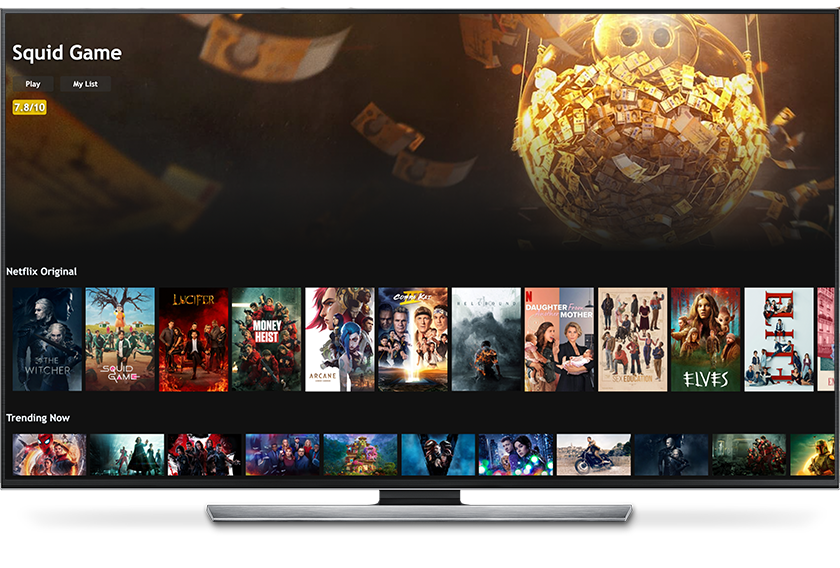 Squid Game
Play
My List
7.8/10
Netflix Original
THE WITCHER
SQUID GAME
LUCIFER
MONEY HEIST
ARCANE
COBRA KAI
HELLBOUND
N
DAUGHTER From
Another MOTHER
SEX EDUCATION
ELVES
ELITE
Trending Now